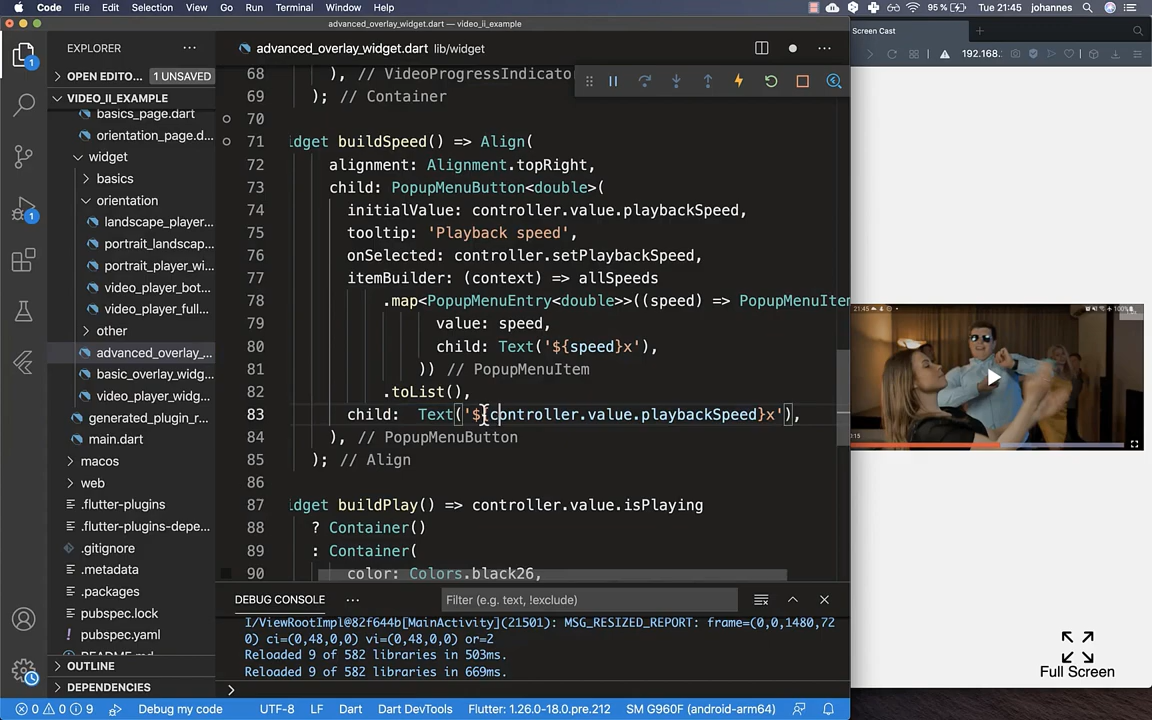 Code File Edit Selection View Go Run Terminal Window Help 95 % Tue 21:45 johannes
advanced_overlay_widget.dart — video_ii_example
Screen Cast
EXPLORER
advanced_overlay_widget.dart lib/widget
192.168.
OPEN EDITO... 1 UNSAVED
VIDEO_II_EXAMPLE
basics_page.dart
orientation_page.d...
widget
basics
orientation
landscape_player...
portrait_landscap...
portrait_player_wi...
video_player_bot...
video_player_full...
other
advanced_overlay_...
basic_overlay_widg...
video_player_widg...
generated_plugin_r...
main.dart
macos
web
.flutter-plugins
.flutter-plugins-depe...
.gitignore
.metadata
.packages
pubspec.lock
pubspec.yaml
OUTLINE
DEPENDENCIES
68 ), // VideoProgressIndicato
69 ); // Container
70
71 idget buildSpeed() => Align(
72 alignment: Alignment.topRight,
73 child: PopupMenuButton<double>(
74 initialValue: controller.value.playbackSpeed,
75 tooltip: 'Playback speed',
76 onSelected: controller.setPlaybackSpeed,
77 itemBuilder: (context) => allSpeeds
78 .map<PopupMenuEntry<double>>((speed) => PopupMenuItem
79 value: speed,
80 child: Text('${speed}x'),
81 )) // PopupMenuItem
82 .toList(),
83 child:  Text('${controller.value.playbackSpeed}x'),
84 ), // PopupMenuButton
85 ); // Align
86
87 idget buildPlay() => controller.value.isPlaying
88 ? Container()
89 : Container(
90 color: Colors.black26,
DEBUG CONSOLE
Filter (e.g. text, !exclude)
I/ViewRootImpl@82f644b[MainActivity](21501): MSG_RESIZED_REPORT: frame=(0,0,1480,72
0) ci=(0,48,0,0) vi=(0,48,0,0) or=2
Reloaded 9 of 582 libraries in 503ms.
Reloaded 9 of 582 libraries in 669ms.
21:45 100%
:15
Full Screen
0 0 9 Debug my code UTF-8 LF Dart Dart DevTools Flutter: 1.26.0-18.0.pre.212 SM G960F (android-arm64)